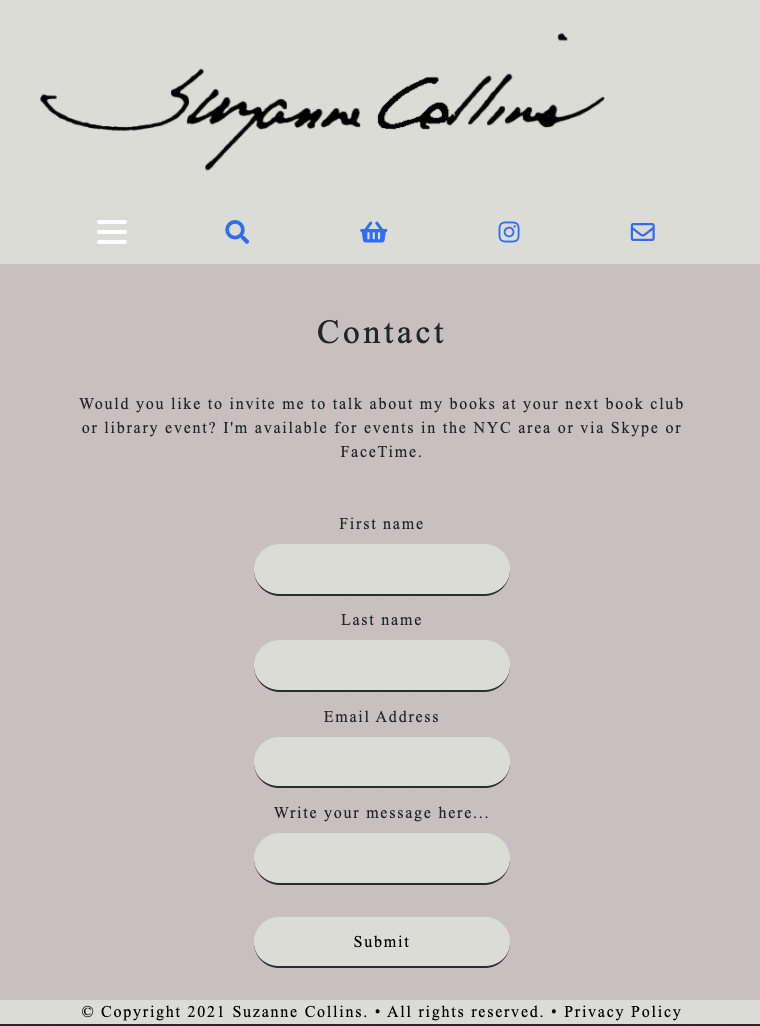 Suzanne Collins
Contact
Would you like to invite me to talk about my books at your next book club
or library event? I'm available for events in the NYC area or via Skype or
FaceTime.
First name
Last name
Email Address
Write your message here...
Submit
© Copyright 2021 Suzanne Collins. • All rights reserved. • Privacy Policy